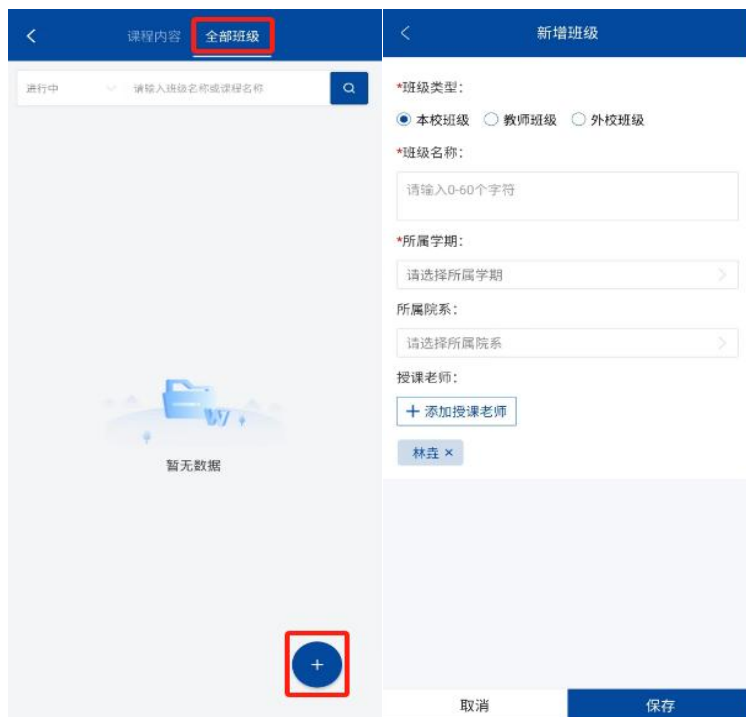 课程内容 全部班级
进行中 请输入班级名称或课程名称
暂无数据
新增班级
*班级类型:
本校班级 教师班级 外校班级
*班级名称:
请输入0-60个字符
*所属学期:
请选择所属学期
所属院系:
请选择所属院系
授课老师:
+ 添加授课老师
林垚 ×
取消 保存